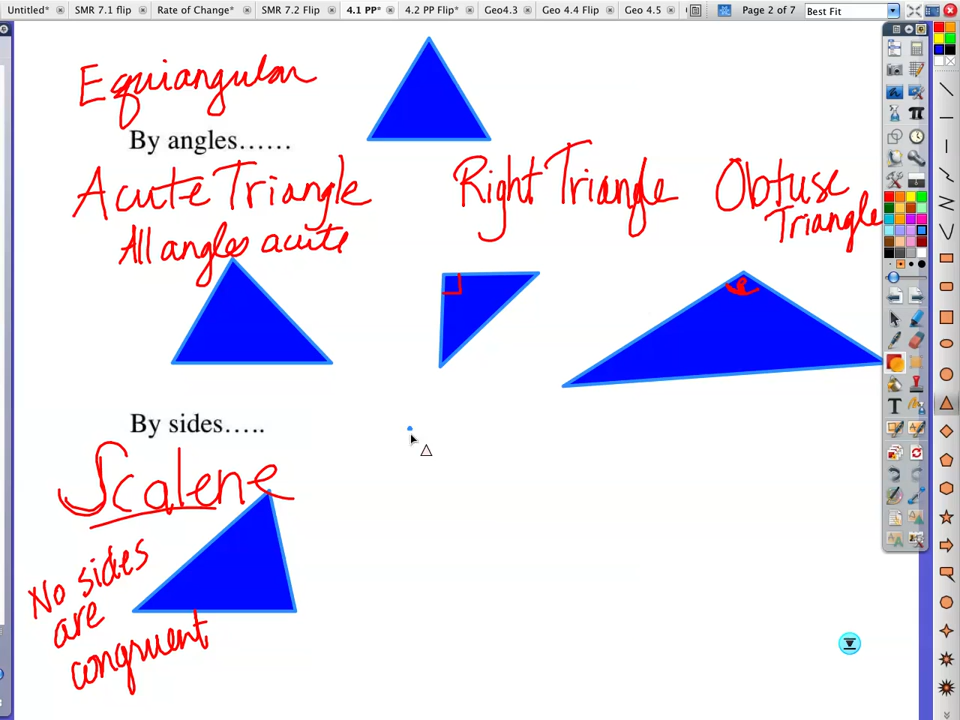 Untitled* SMR 7.1 flip Rate of Change* SMR 7.2 Flip 4.1 PP* 4.2 PP Flip* Geo4.3 Geo 4.4 Flip Geo 4.5 Page 2 of 7 Best Fit
Equiangular
By angles……
Acute Triangle Right Triangle Obtuse
Triangle
All angles acute
By sides…..
Scalene
No sides
are
congruent